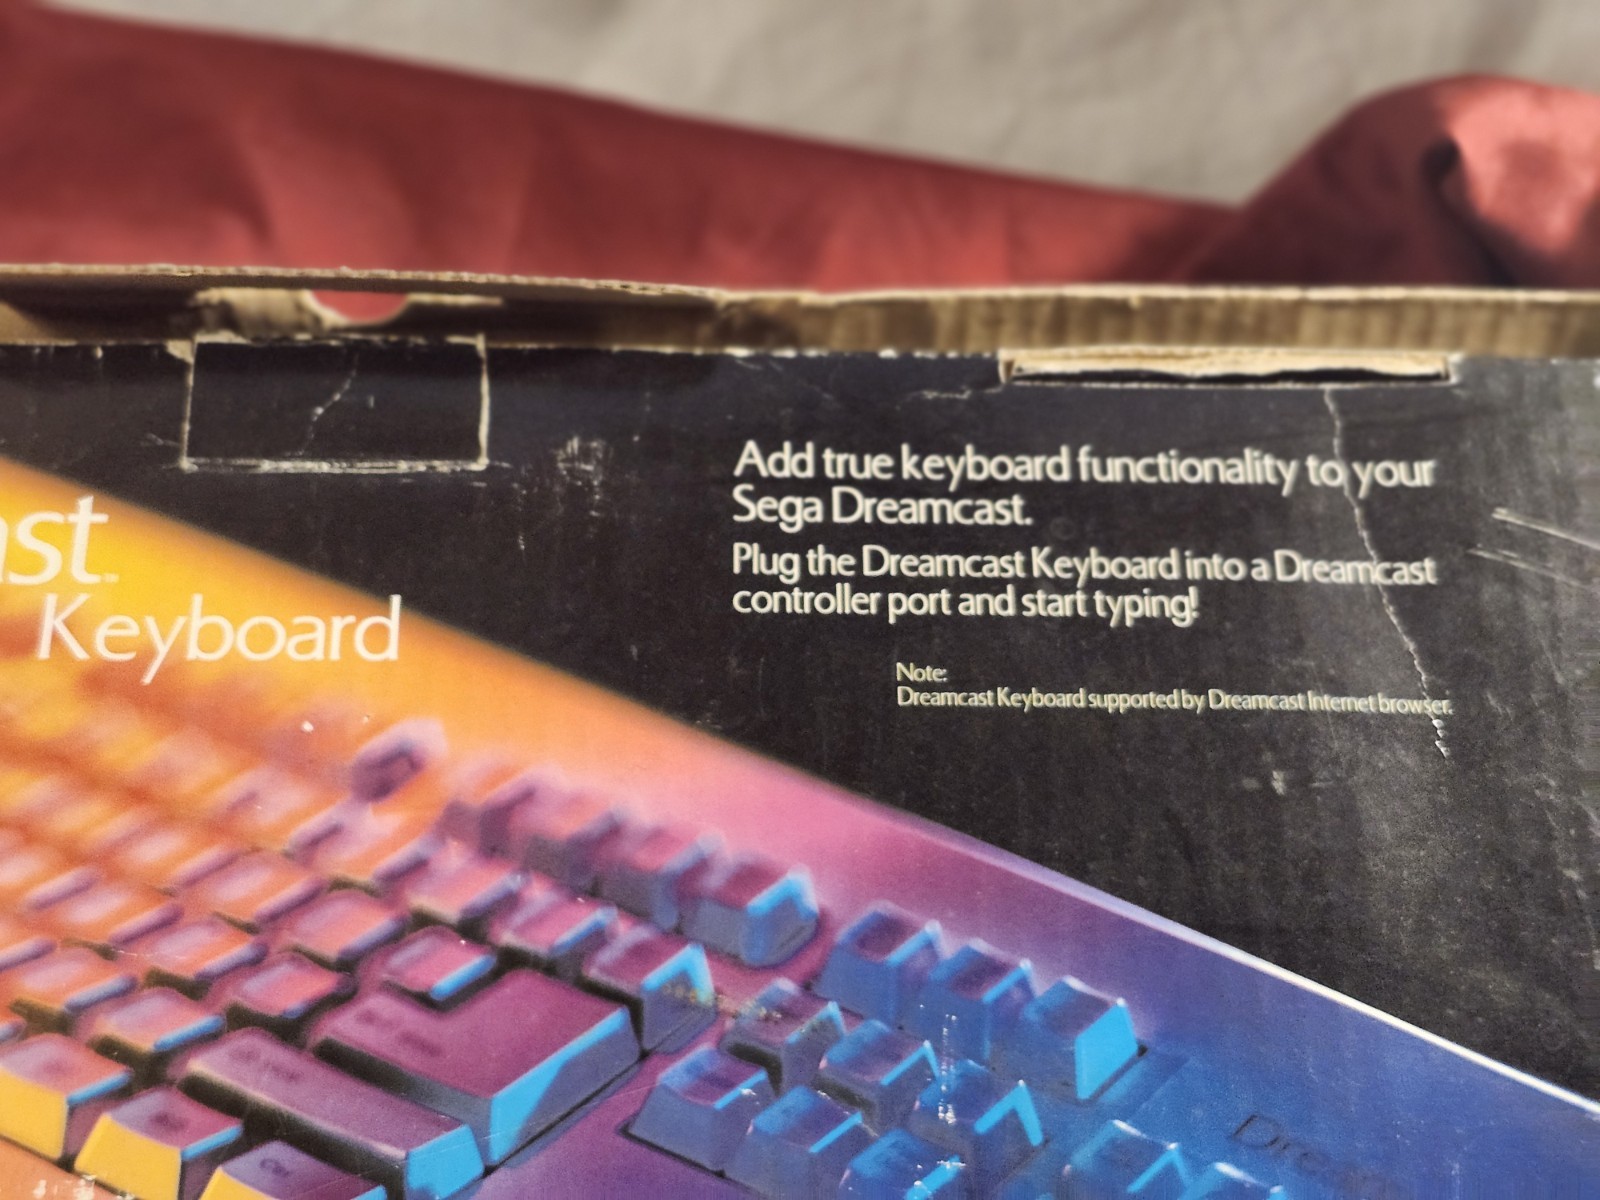 ast™
Keyboard
Add true keyboard functionality to your
Sega Dreamcast.
Plug the Dreamcast Keyboard into a Dreamcast
controller port and start typing!
Note:
Dreamcast Keyboard supported by Dreamcast Internet browser.